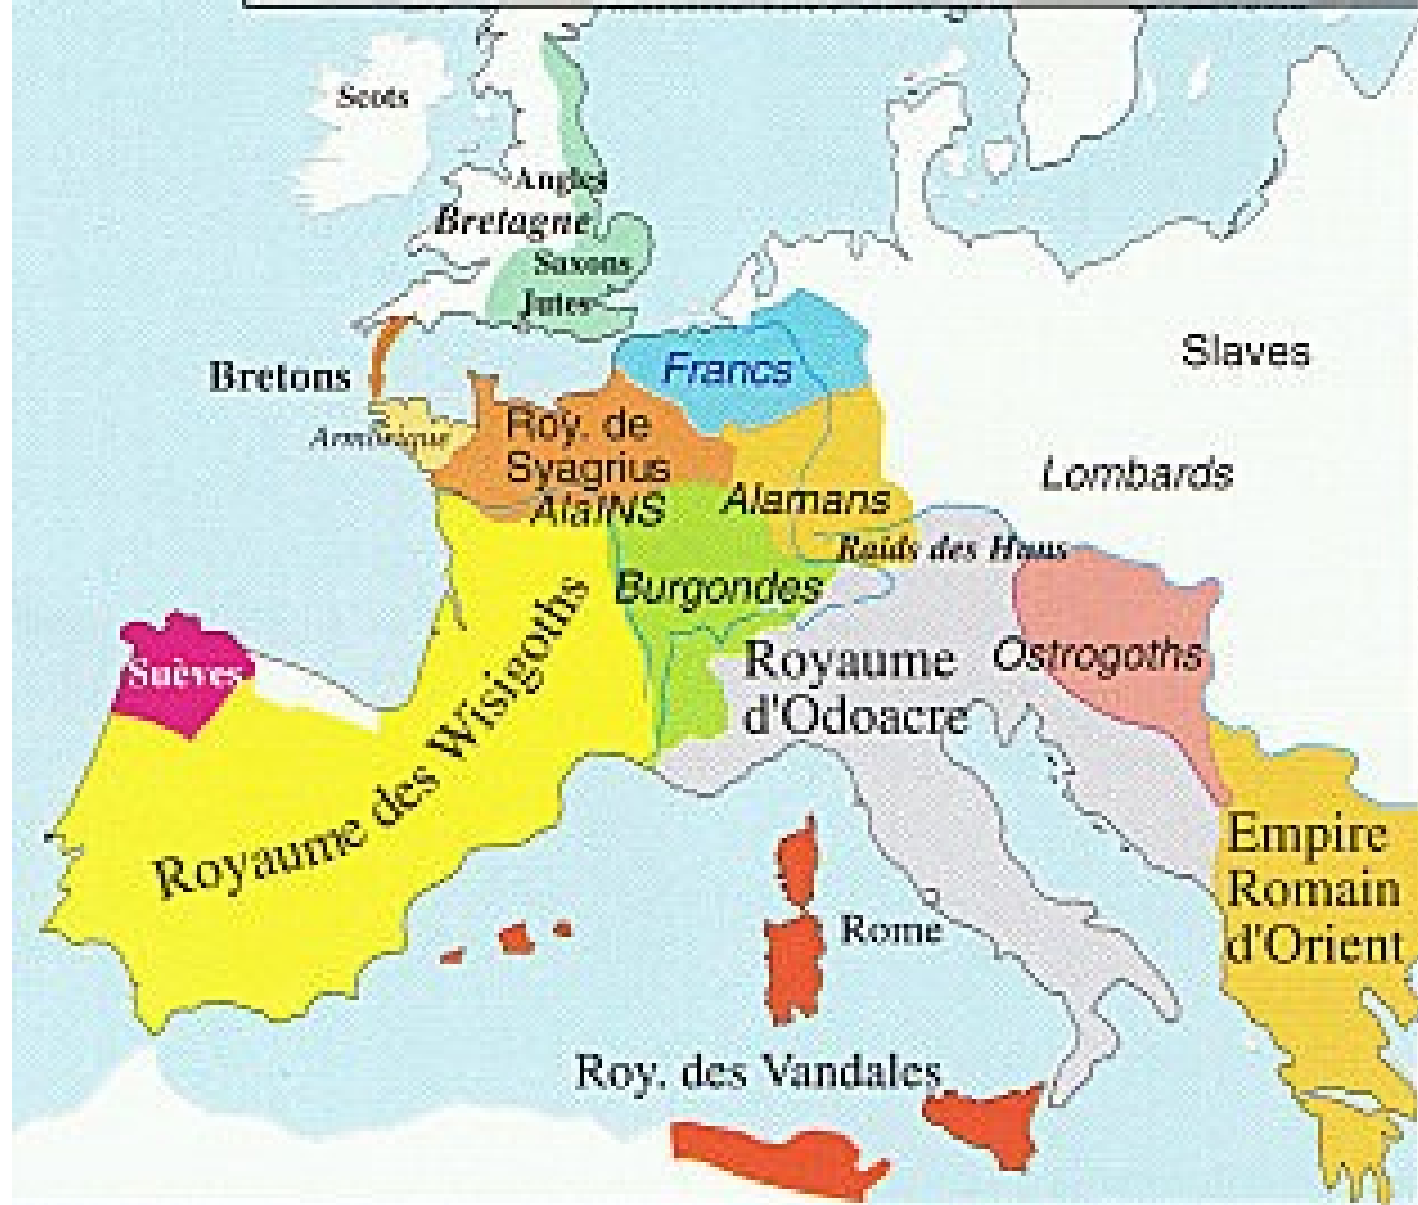 Scots
Angles
Bretagne
Saxons
Jutes
Slaves
Francs
Bretons
Armorique
Roy. de
Syagrius
AlaINS
Alamans
Lombards
Raids des Huns
Burgondes
Suèves
Royaume des Wisigoths
Royaume
d'Odoacre
Ostrogoths
Empire
Romain
d'Orient
Rome
Roy. des Vandales